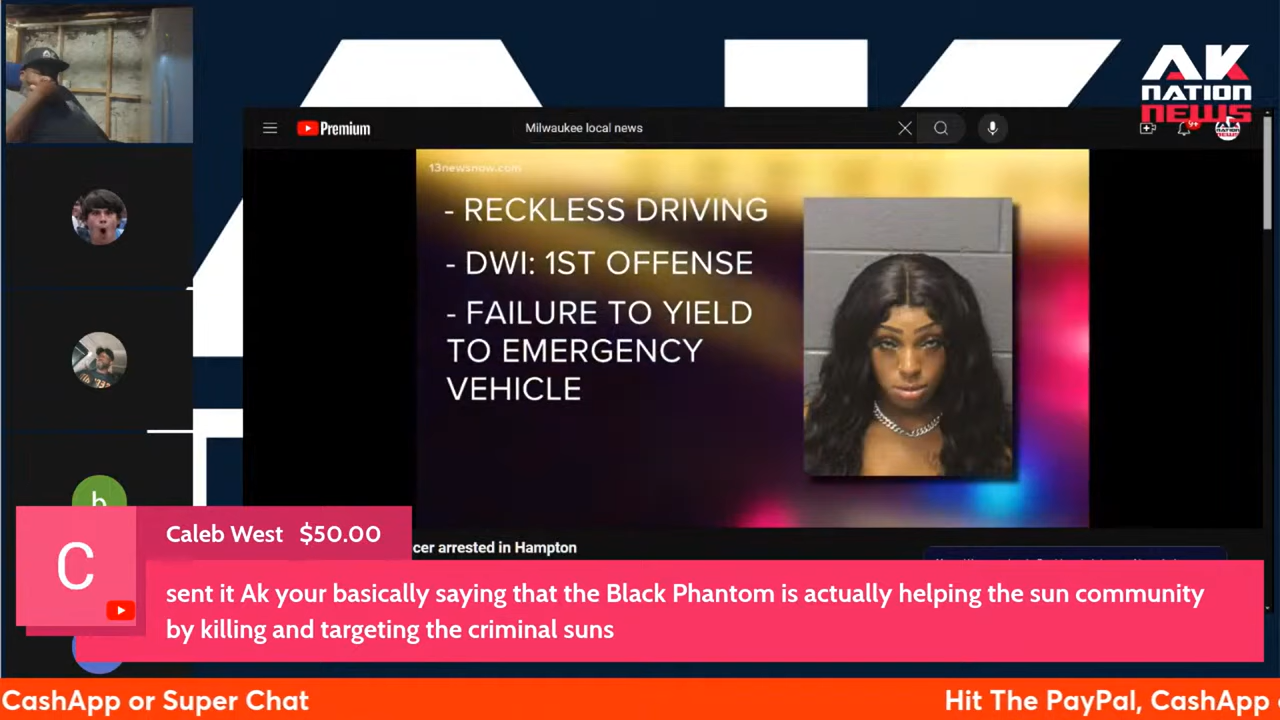 AK
NATION
NEWS
Premium
Milwaukee local news
9+
13newsnow.com
- RECKLESS DRIVING
- DWI: 1ST OFFENSE
- FAILURE TO YIELD
TO EMERGENCY
VEHICLE
b
Caleb West $50.00
cer arrested in Hampton
C
sent it Ak your basically saying that the Black Phantom is actually helping the sun community
by killing and targeting the criminal suns
CashApp or Super Chat
Hit The PayPal, CashApp